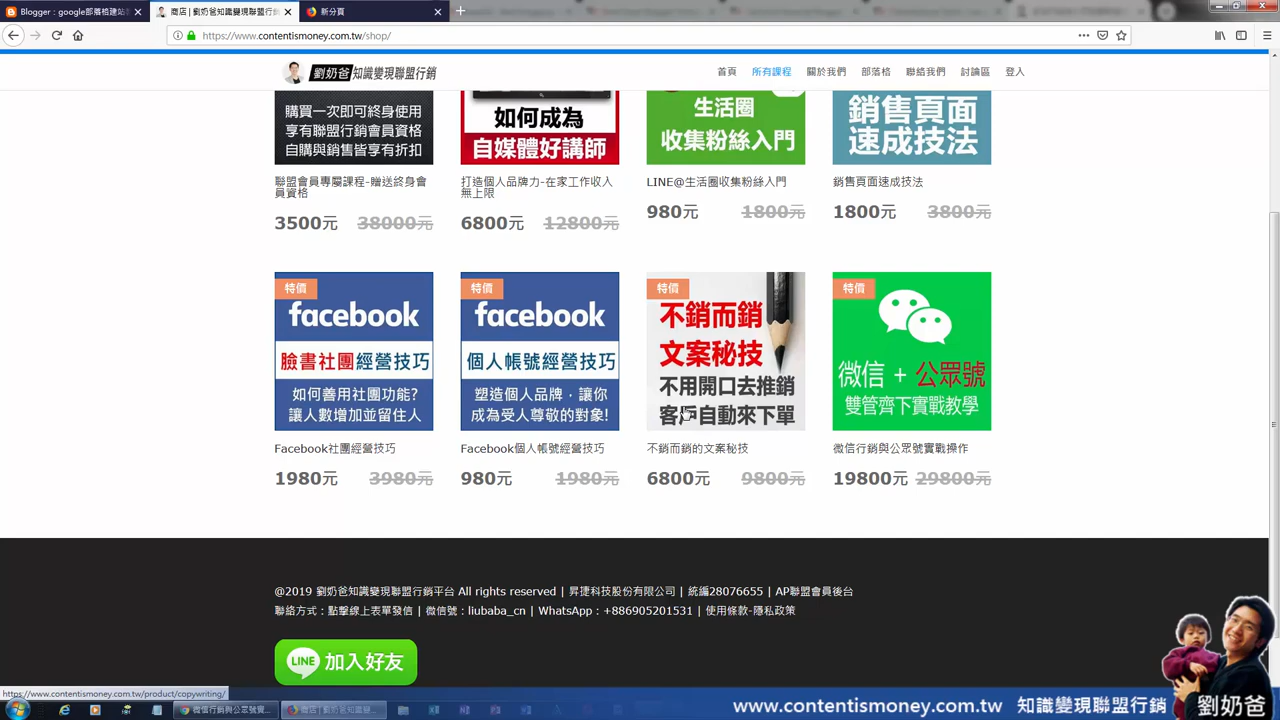 Blogger：google部落格建站教
商店 | 劉奶爸知識變現聯盟行銷
新分頁
https://www.contentismoney.com.tw/shop/
劉奶爸知識變現聯盟行銷
首頁
所有課程
關於我們
部落格
聯絡我們
討論區
登入
購買一次即可終身使用
享有聯盟行銷會員資格
自購與銷售皆享有折扣
如何成為
自媒體好講師
生活圈
收集粉絲入門
銷售頁面
速成技法
聯盟會員專屬課程-贈送終身會
員資格
3500元 38000元
打造個人品牌力-在家工作收入
無上限
6800元 12800元
LINE@生活圈收集粉絲入門
980元 1800元
銷售頁面速成技法
1800元 3800元
特價
facebook
臉書社團經營技巧
如何善用社團功能?
讓人數增加並留住人
特價
facebook
個人帳號經營技巧
塑造個人品牌，讓你
成為受人尊敬的對象!
特價
不銷而銷
文案秘技
不用開口去推銷
客戶自動來下單
特價
微信 + 公眾號
雙管齊下實戰教學
Facebook社團經營技巧
1980元 3980元
Facebook個人帳號經營技巧
980元 1980元
不銷而銷的文案秘技
6800元 9800元
微信行銷與公眾號實戰操作
19800元 29800元
@2019 劉奶爸知識變現聯盟行銷平台 All rights reserved | 昇捷科技股份有限公司 | 統編28076655 | AP聯盟會員後台
聯絡方式：點擊線上表單發信 | 微信號：liubaba_cn | WhatsApp：+886905201531 | 使用條款-隱私政策
LINE 加入好友
https://www.contentismoney.com.tw/product/copywriting/
微信行銷與公眾號實...
商店 | 劉奶爸知識變...
www.contentismoney.com.tw 知識變現聯盟行銷 劉奶爸